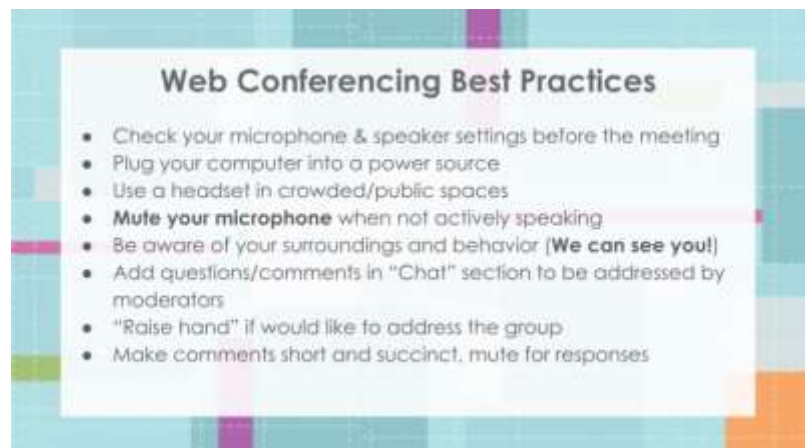 Web Conferencing Best Practices
● Check your microphone & speaker settings before the meeting
● Plug your computer into a power source
● Use a headset in crowded/public spaces
● Mute your microphone when not actively speaking
● Be aware of your surroundings and behavior (We can see you!)
● Add questions/comments in “Chat” section to be addressed by
moderators
● “Raise hand” if would like to address the group
● Make comments short and succinct, mute for responses